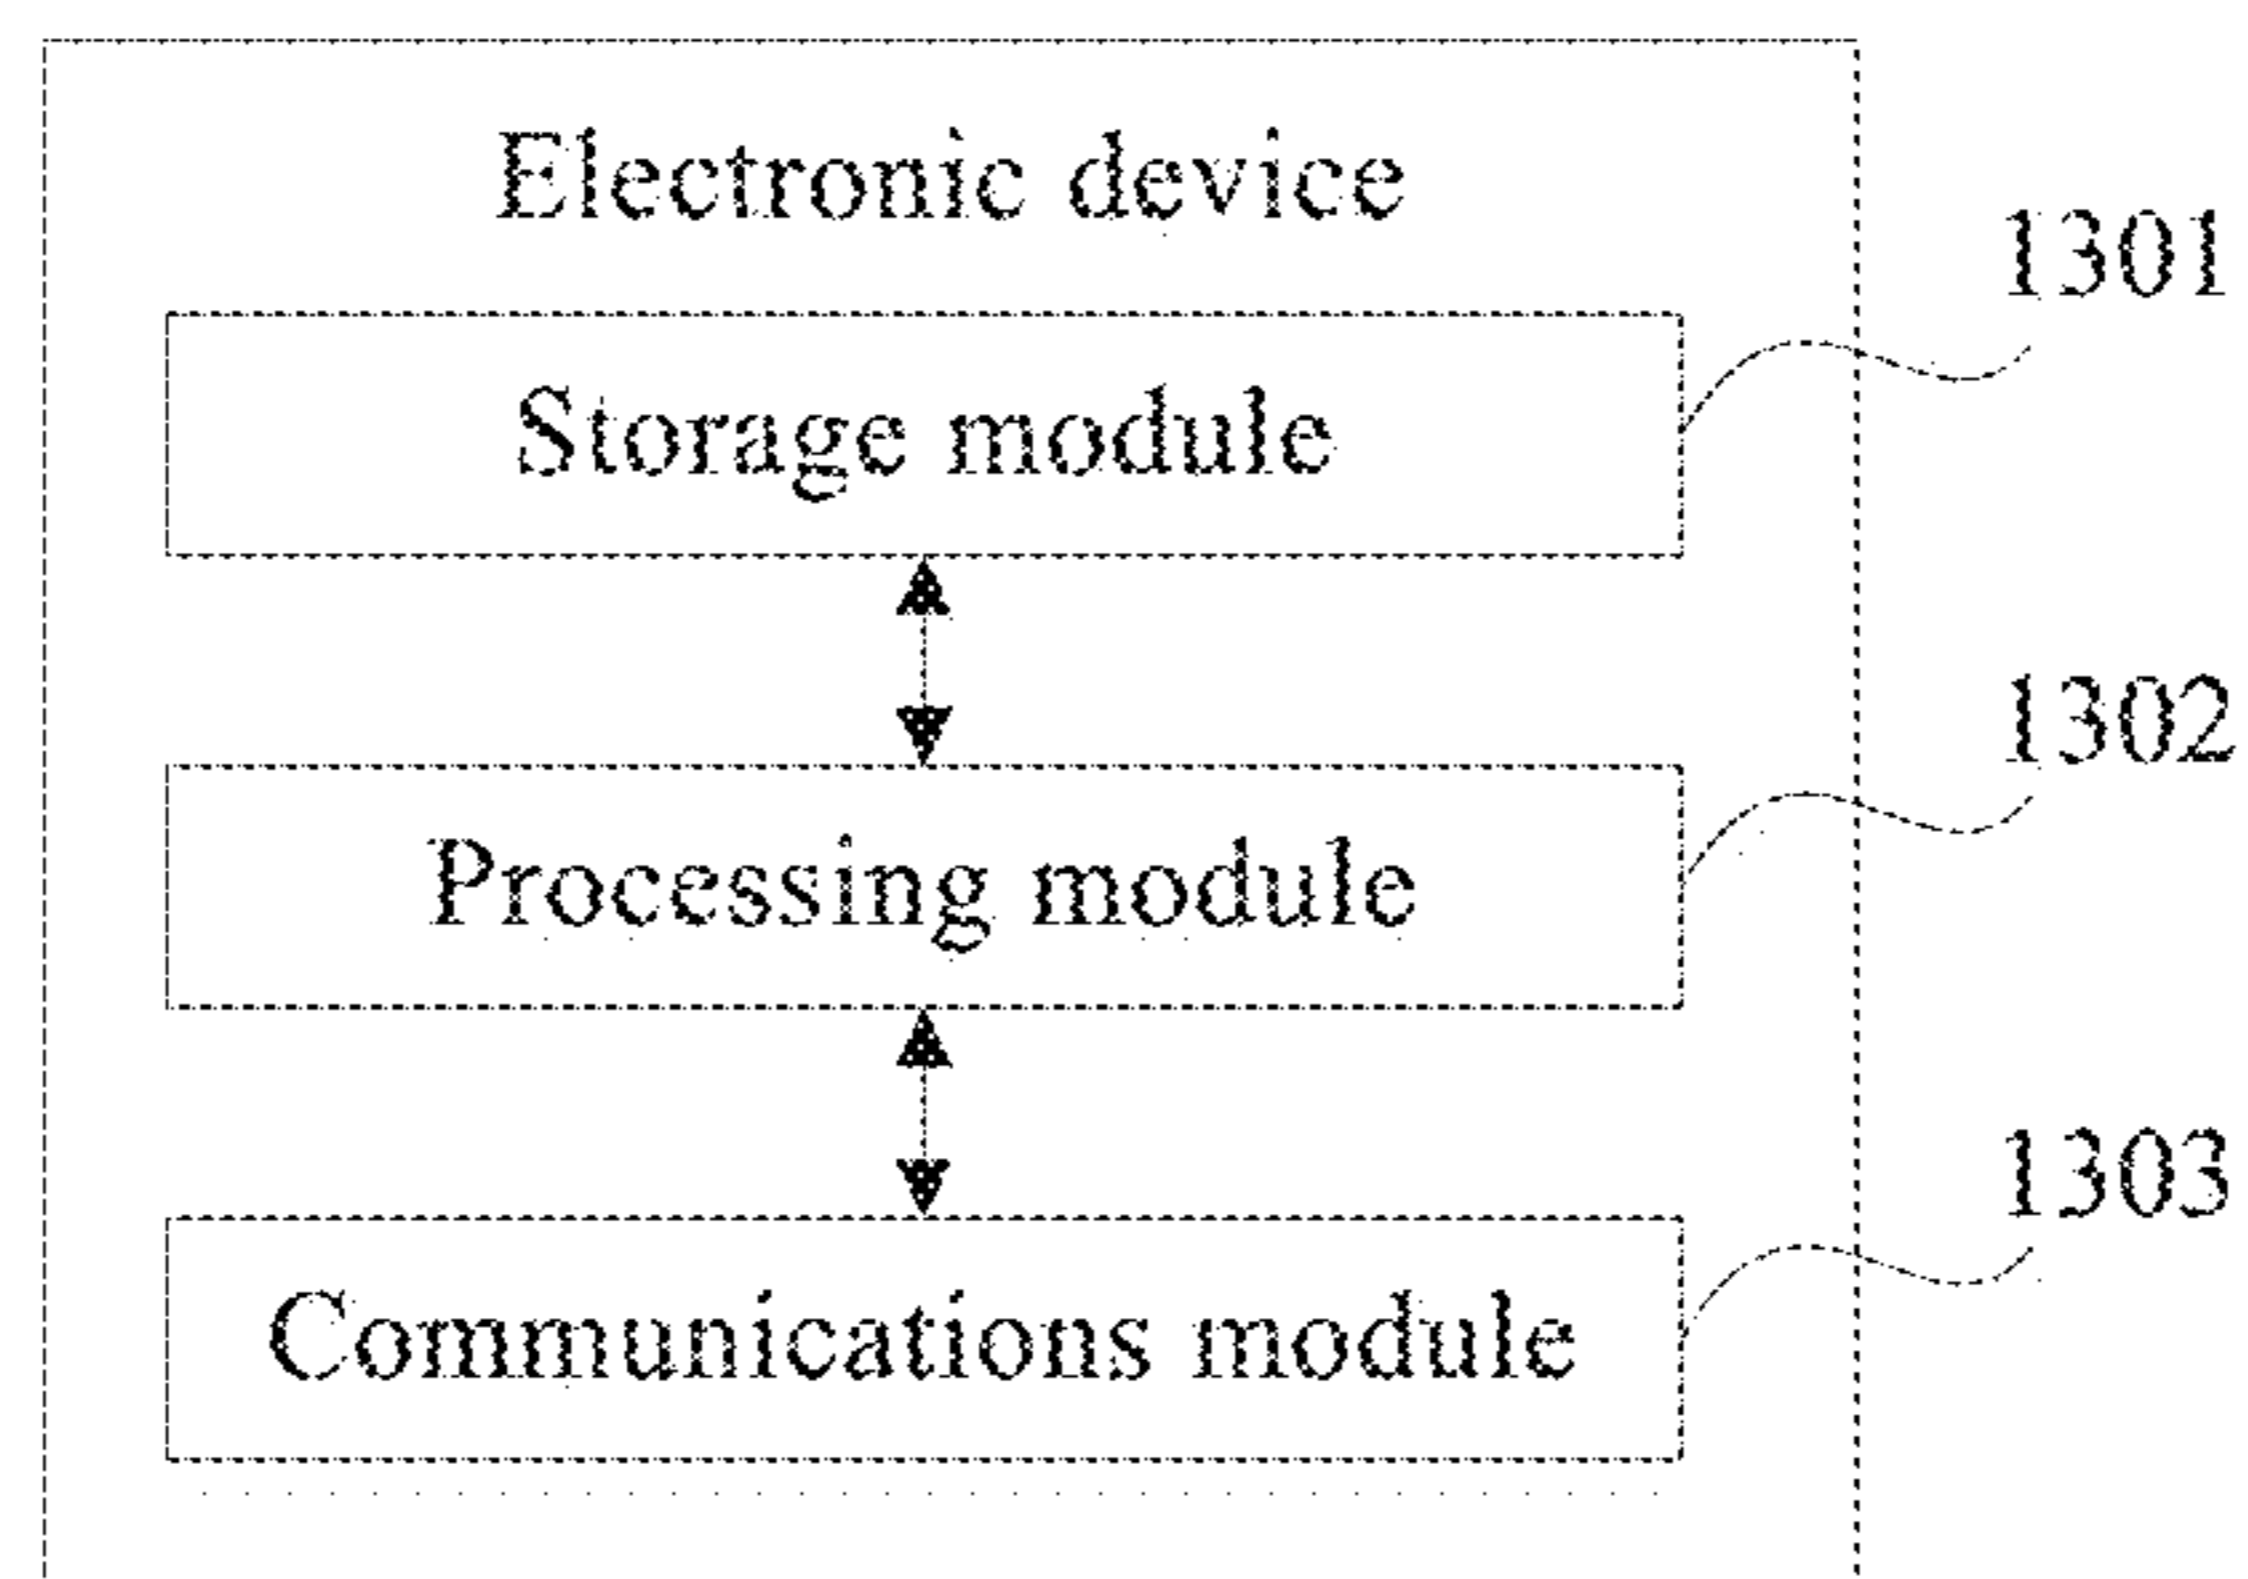 Electronic device
1301
Storage module
1302
Processing module
1303
Communications module